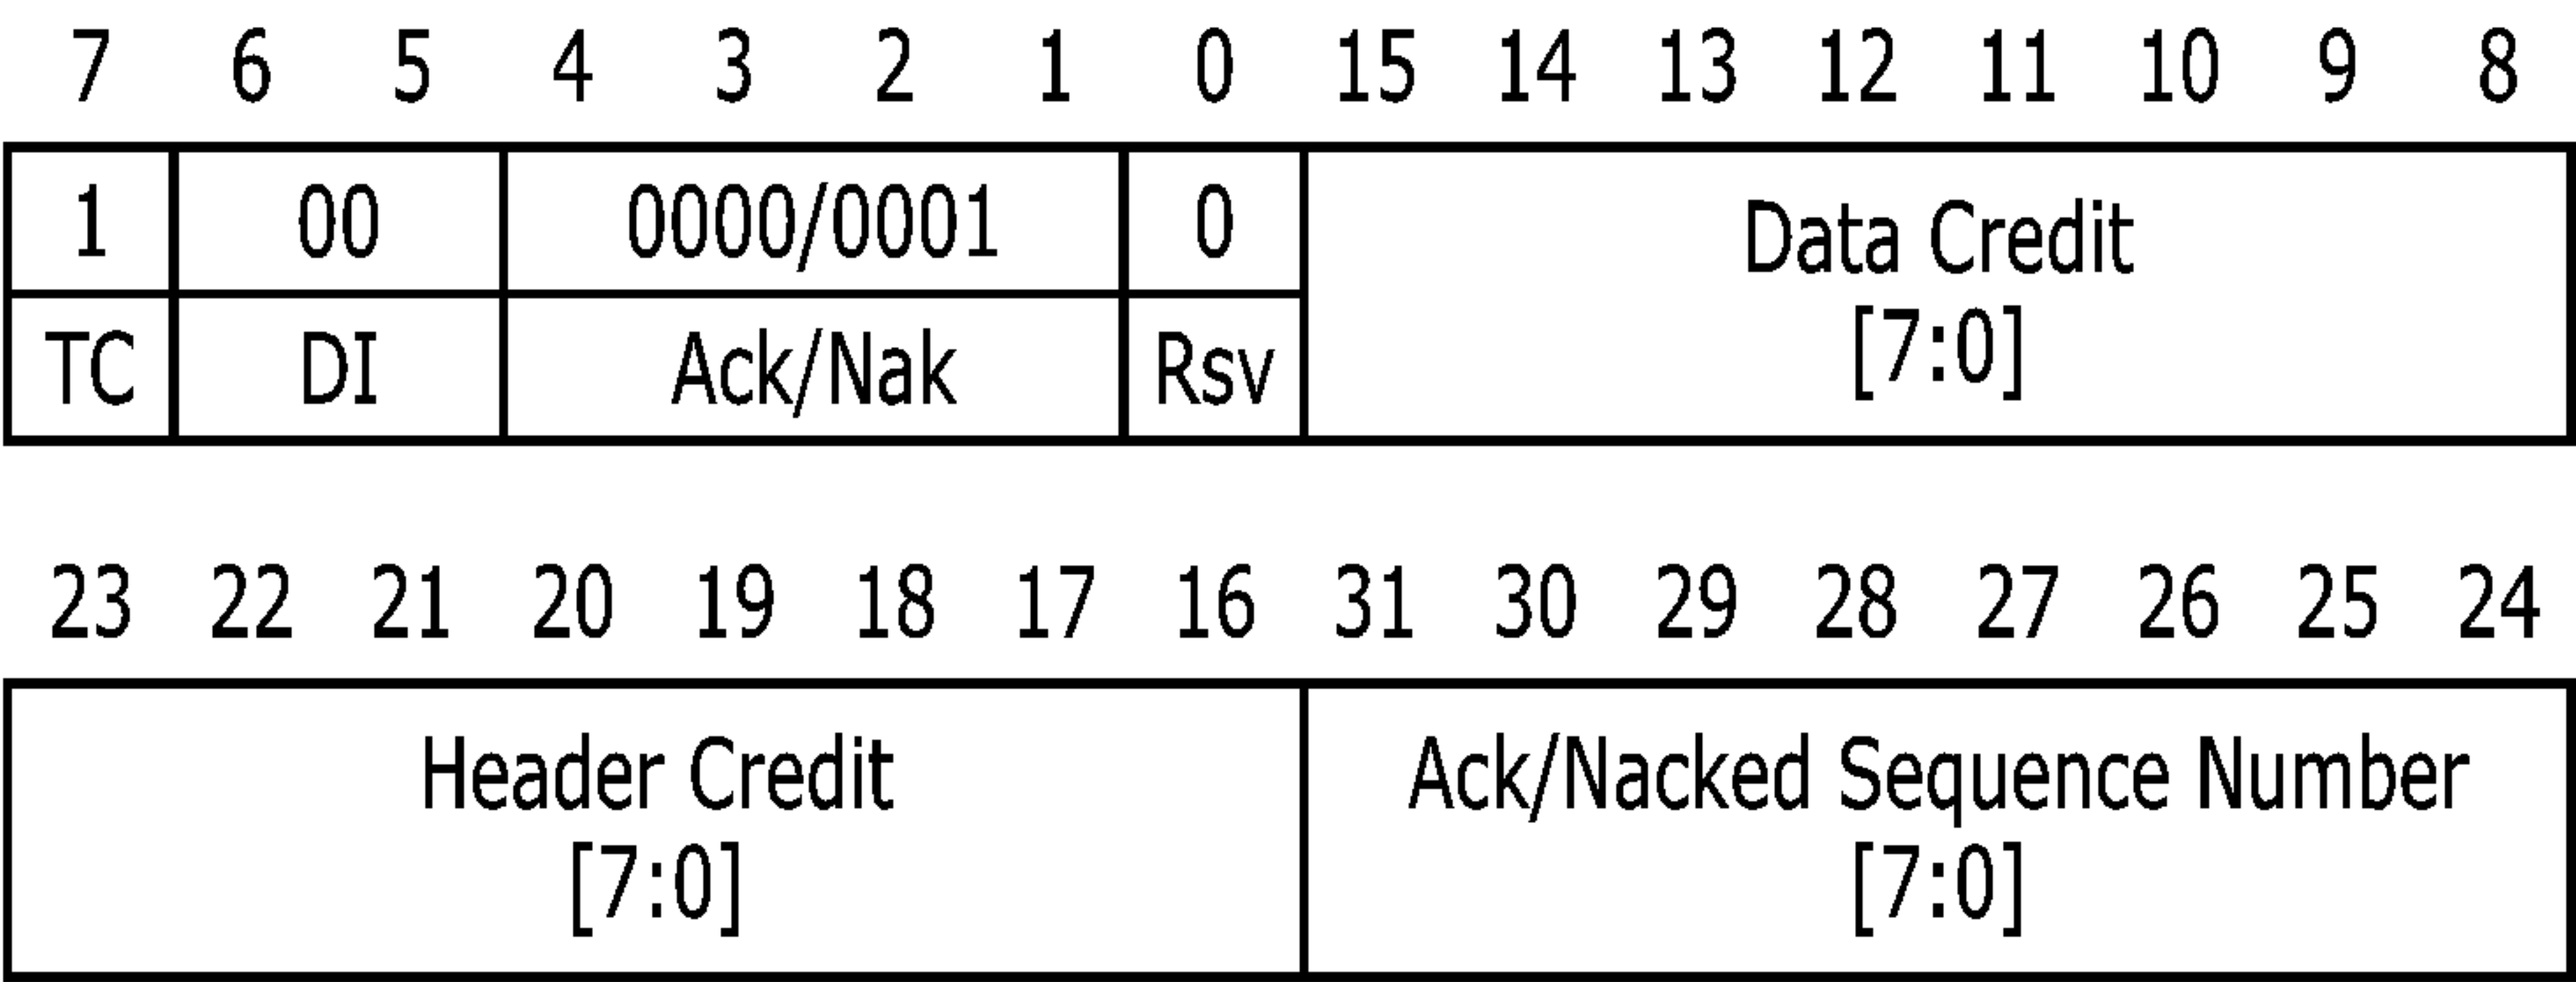 7 6 5 4 3 2 1 0 15 14 13 12 11 10 9 8
1 00 0000/0001 0
TC DI Ack/Nak Rsv
Data Credit
[7:0]
23 22 21 20 19 18 17 16 31 30 29 28 27 26 25 24
Header Credit
[7:0]
Ack/Nacked Sequence Number
[7:0]